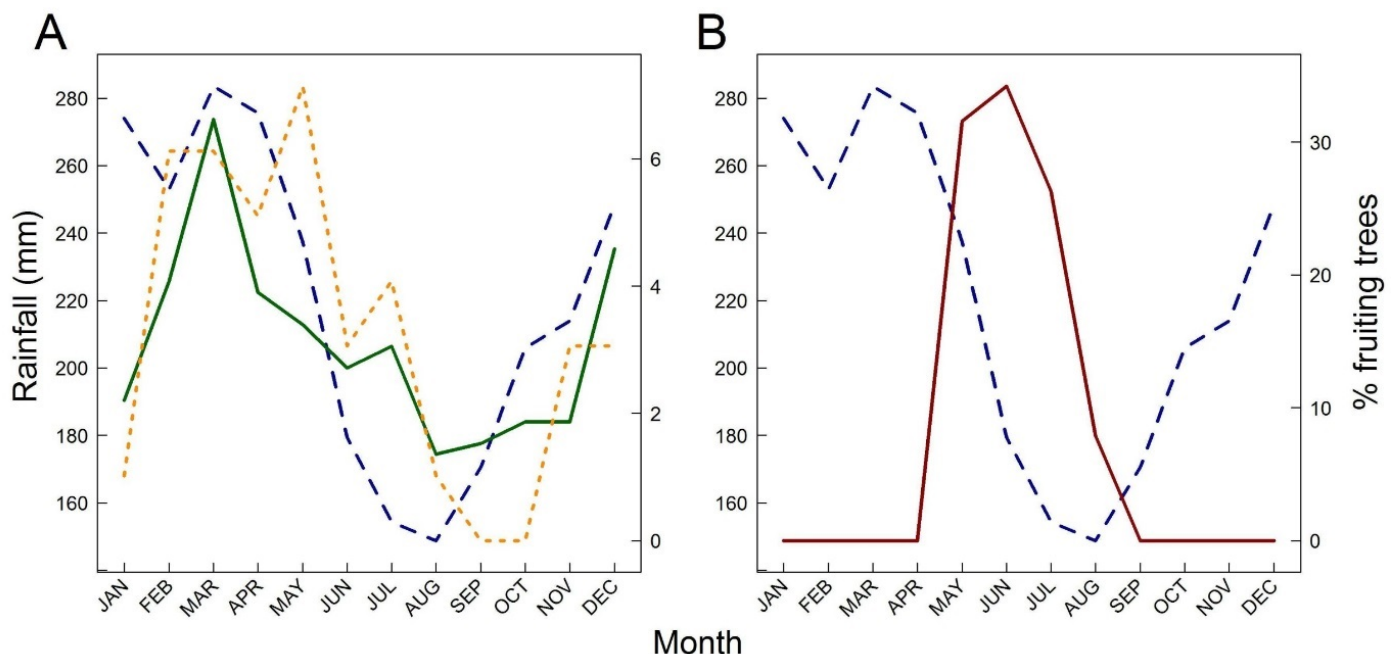 A
Rainfall (mm)
280
260
240
220
200
180
160
6
4
2
0
JAN
FEB
MAR
APR
MAY
JUN
JUL
AUG
SEP
OCT
NOV
DEC
B
280
260
240
220
200
180
160
30
20
10
0
% fruiting trees
JAN
FEB
MAR
APR
MAY
JUN
JUL
AUG
SEP
OCT
NOV
DEC
Month